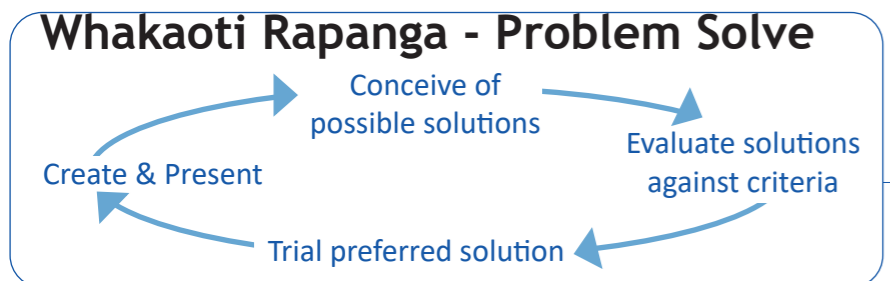 Whakaoti Rapanga - Problem Solve
Conceive of
possible solutions
Evaluate solutions
against criteria
Trial preferred solution
Create & Present